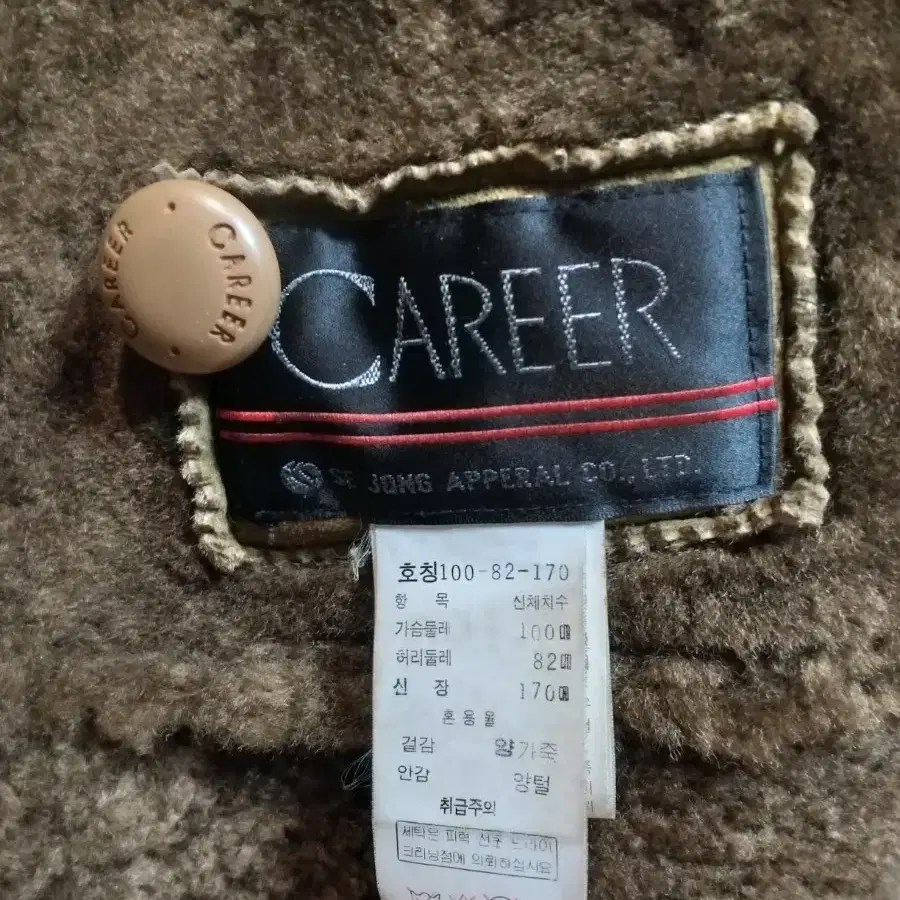 CAREER
CAREER
CAREER
SE JONG APPERAL CO., LTD.
호칭100-82-170
항 목 신체치수
가슴둘레 100㎝
허리둘레 82㎝
신 장 170㎝
혼용율
겉감 양가죽
안감 양털
취급주의
세탁은 피혁 전문 드라이
크리닝점에 의뢰하십시요